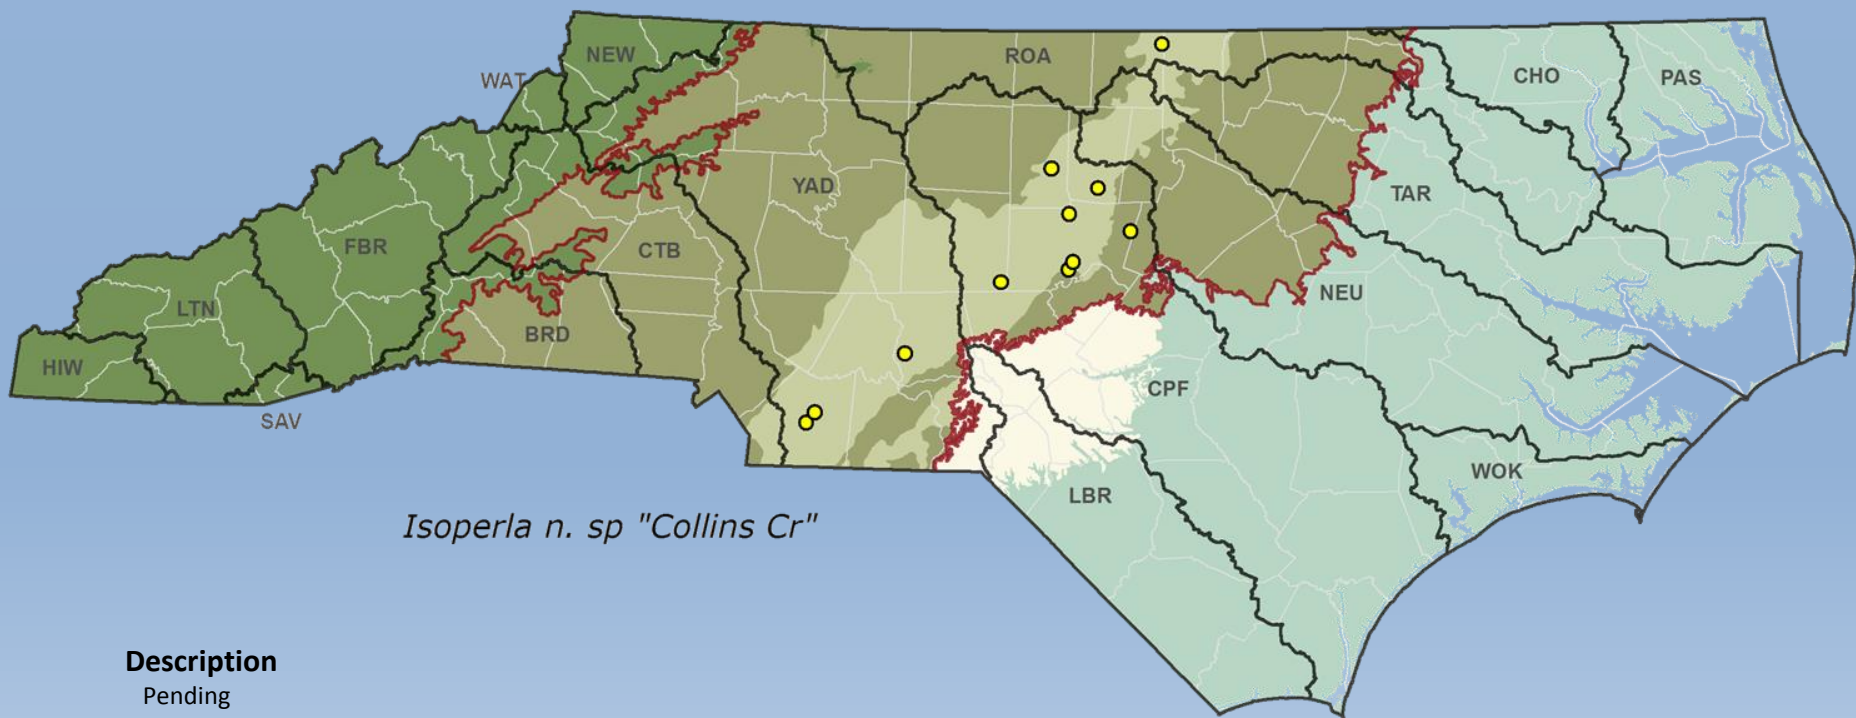 NEW
ROA
WAT
CHO
PAS
YAD
TAR
FBR
CTB
NEU
LTN
BRD
HIW
CPF
SAV
WOK
LBR
Isoperla n. sp "Collins Cr"
Description
Pending